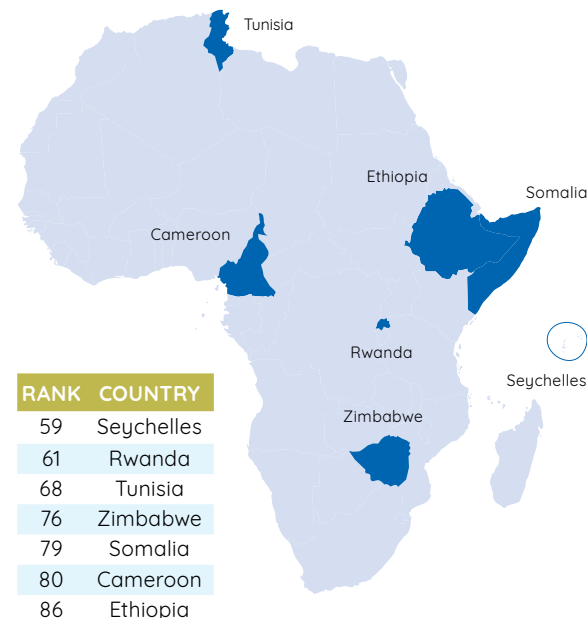 Tunisia
Ethiopia
Somalia
Cameroon
Rwanda
Seychelles
Zimbabwe
RANK COUNTRY
59 Seychelles
61 Rwanda
68 Tunisia
76 Zimbabwe
79 Somalia
80 Cameroon
86 Ethiopia